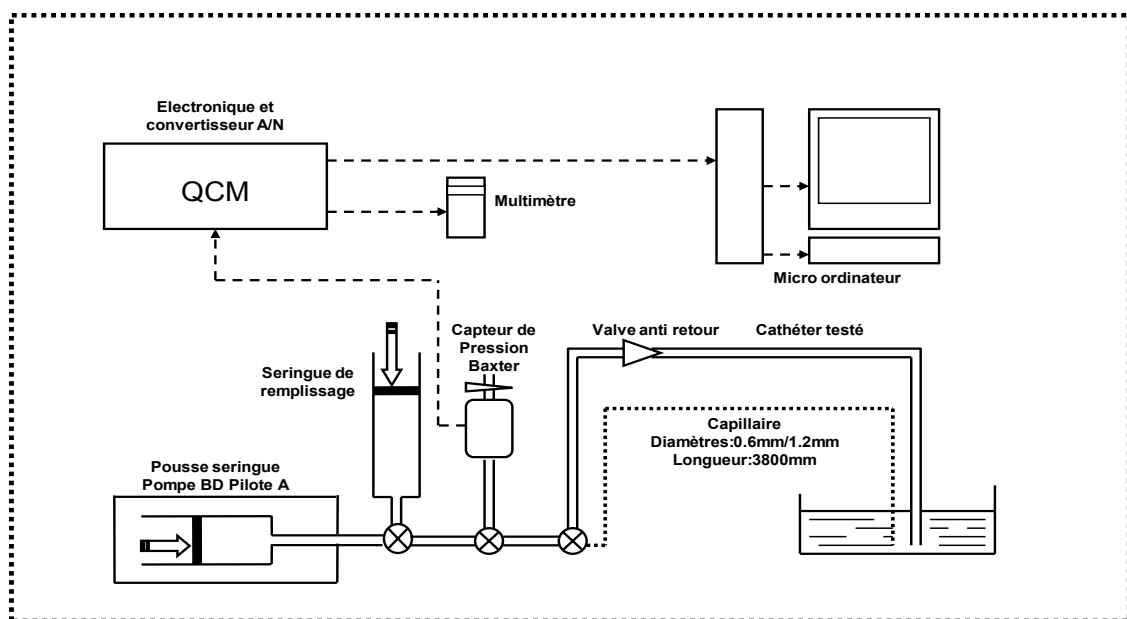 Electronique et
convertisseur A/N
QCM
Multimètre
Micro ordinateur
Capteur de
Pression
Baxter
Valve anti retour
Cathéter testé
Seringue de
remplissage
Capillaire
Diamètres:0.6mm/1.2mm
Longueur:3800mm
Pousse seringue
Pompe BD Pilote A